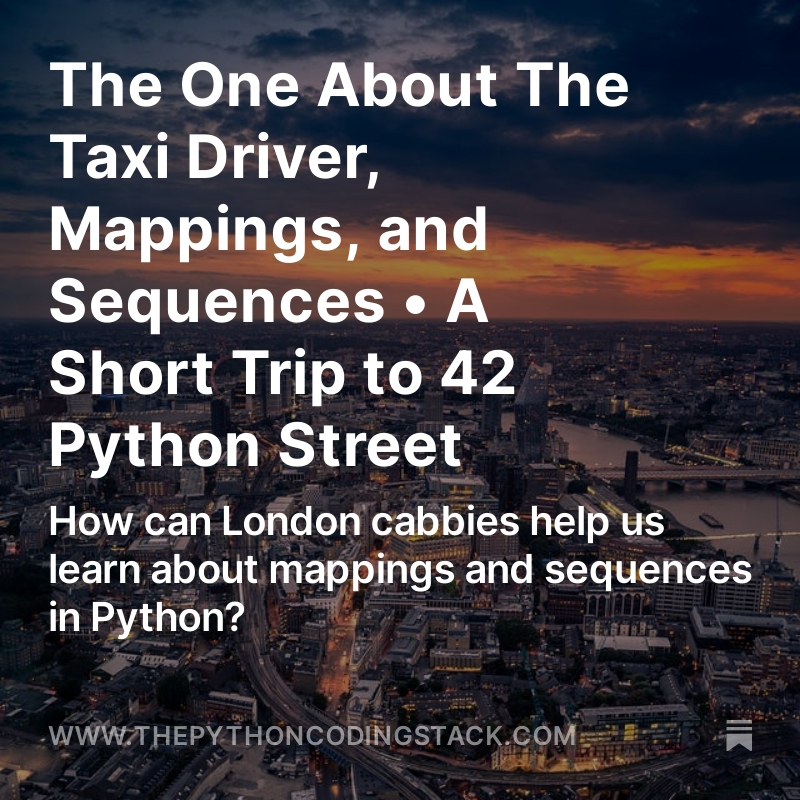 The One About The
Taxi Driver,
Mappings, and
Sequences • A
Short Trip to 42
Python Street
How can London cabbies help us
learn about mappings and sequences
in Python?
WWW.THEPYTHONCODINGSTACK.COM